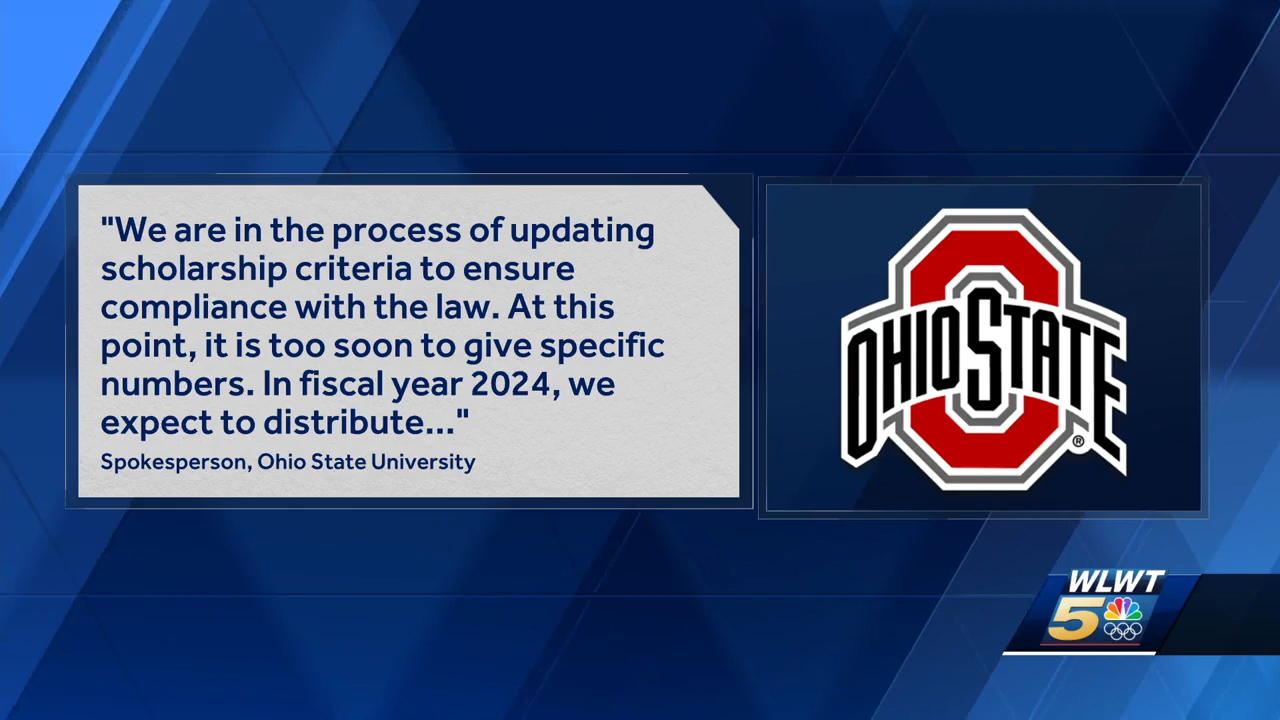 "We are in the process of updating
scholarship criteria to ensure
compliance with the law. At this
point, it is too soon to give specific
numbers. In fiscal year 2024, we
expect to distribute..."
Spokesperson, Ohio State University
OHIO STATE
®
WLWT
5